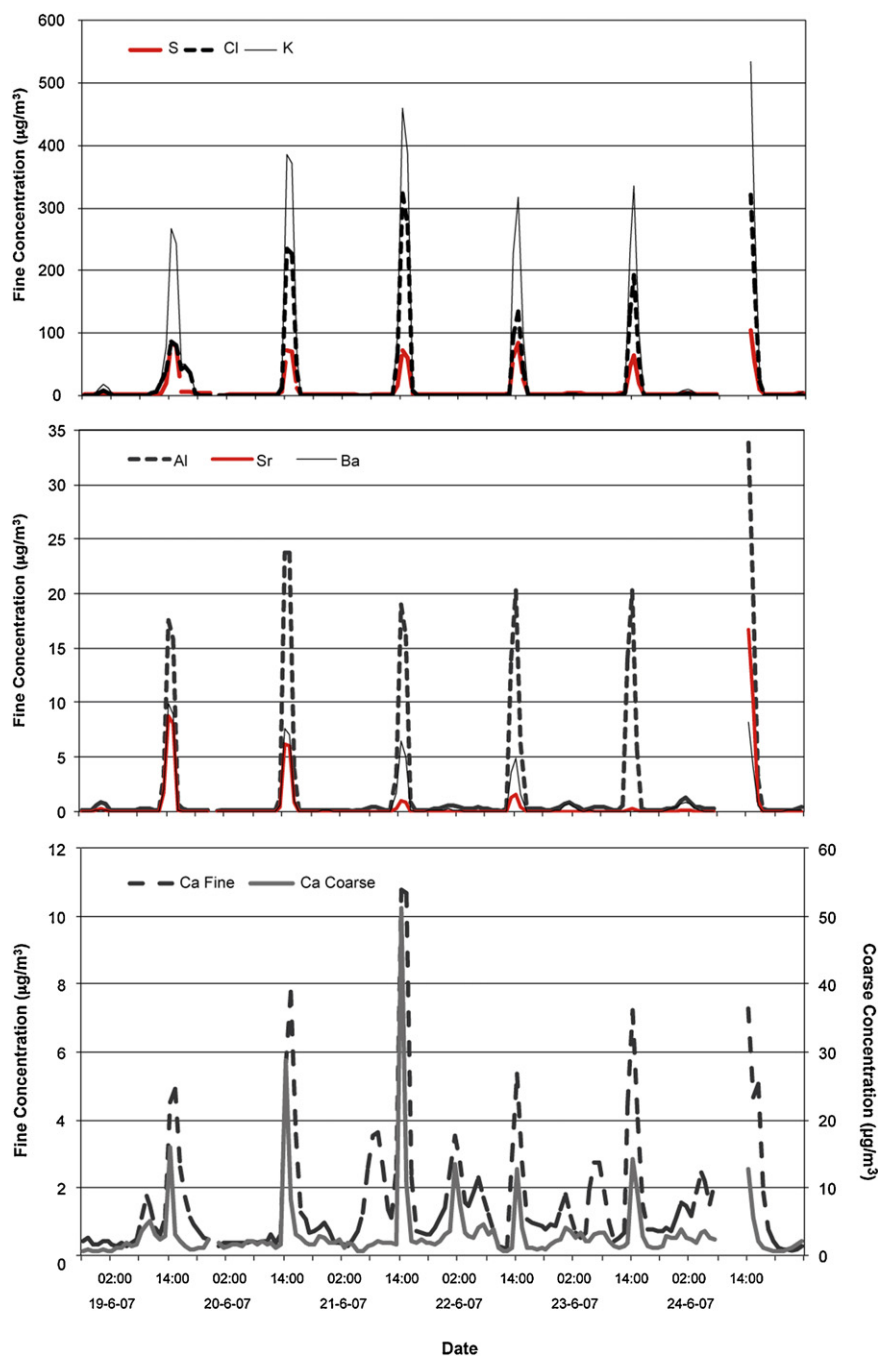 600
500
400
300
200
100
0
Fine Concentration (µg/m³)
S Cl K
35
30
25
20
15
10
5
0
Fine Concentration (µg/m³)
Al Sr Ba
12
10
8
6
4
2
0
Fine Concentration (µg/m³)
Ca Fine Ca Coarse
60
50
40
30
20
10
0
Coarse Concentration (µg/m³)
02:00 14:00 02:00 14:00 02:00 14:00 02:00 14:00 02:00 14:00 02:00 14:00
19-6-07 20-6-07 21-6-07 22-6-07 23-6-07 24-6-07
Date